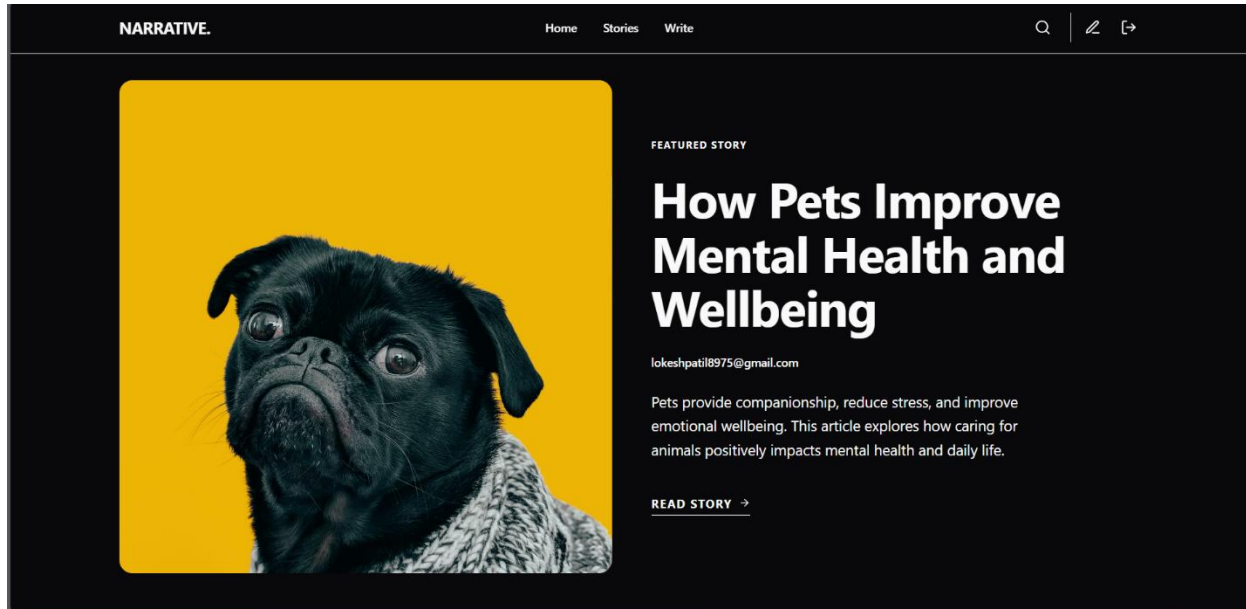 NARRATIVE.
Home Stories Write
FEATURED STORY
How Pets Improve
Mental Health and
Wellbeing
lokeshpatil8975@gmail.com
Pets provide companionship, reduce stress, and improve
emotional wellbeing. This article explores how caring for
animals positively impacts mental health and daily life.
READ STORY →